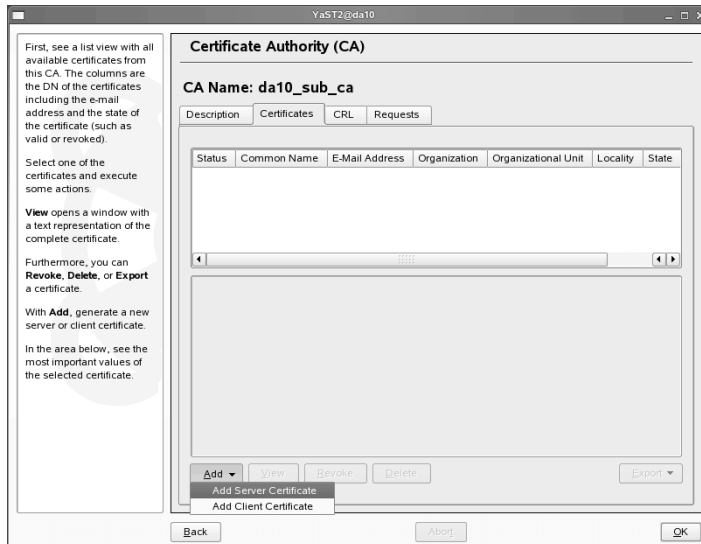 YaST2@da10
First, see a list view with all
available certificates from
this CA. The columns are
the DN of the certificates
including the e-mail
address and the state of
the certificate (such as
valid or revoked).
Select one of the
certificates and execute
some actions.
View opens a window with
a text representation of the
complete certificate.
Furthermore, you can
Revoke, Delete, or Export
a certificate.
With Add, generate a new
server or client certificate.
In the area below, see the
most important values of
the selected certificate.
Certificate Authority (CA)
CA Name: da10_sub_ca
Description Certificates CRL Requests
Status Common Name E-Mail Address Organization Organizational Unit Locality State
Add View Revoke Delete Export
Add Server Certificate
Add Client Certificate
Back Abort OK